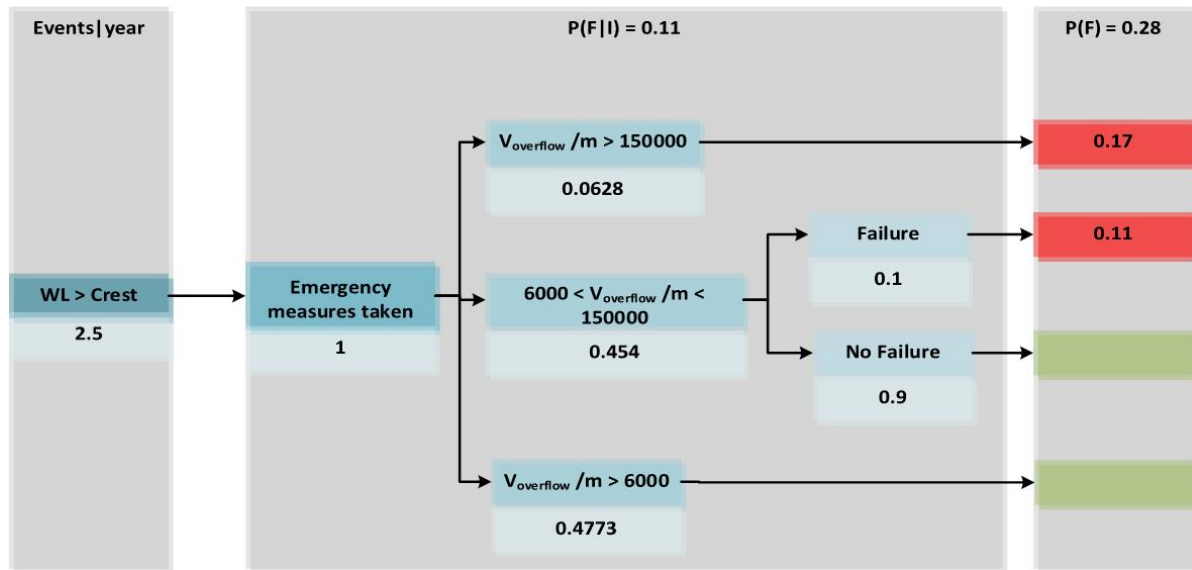 Events|year
P(F|I) = 0.11
P(F) = 0.28
Voverflow /m > 150000
0.0628
0.17
Failure
0.1
0.11
WL > Crest
2.5
Emergency
measures taken
1
6000 < Voverflow /m <
150000
0.454
No Failure
0.9
Voverflow /m > 6000
0.4773